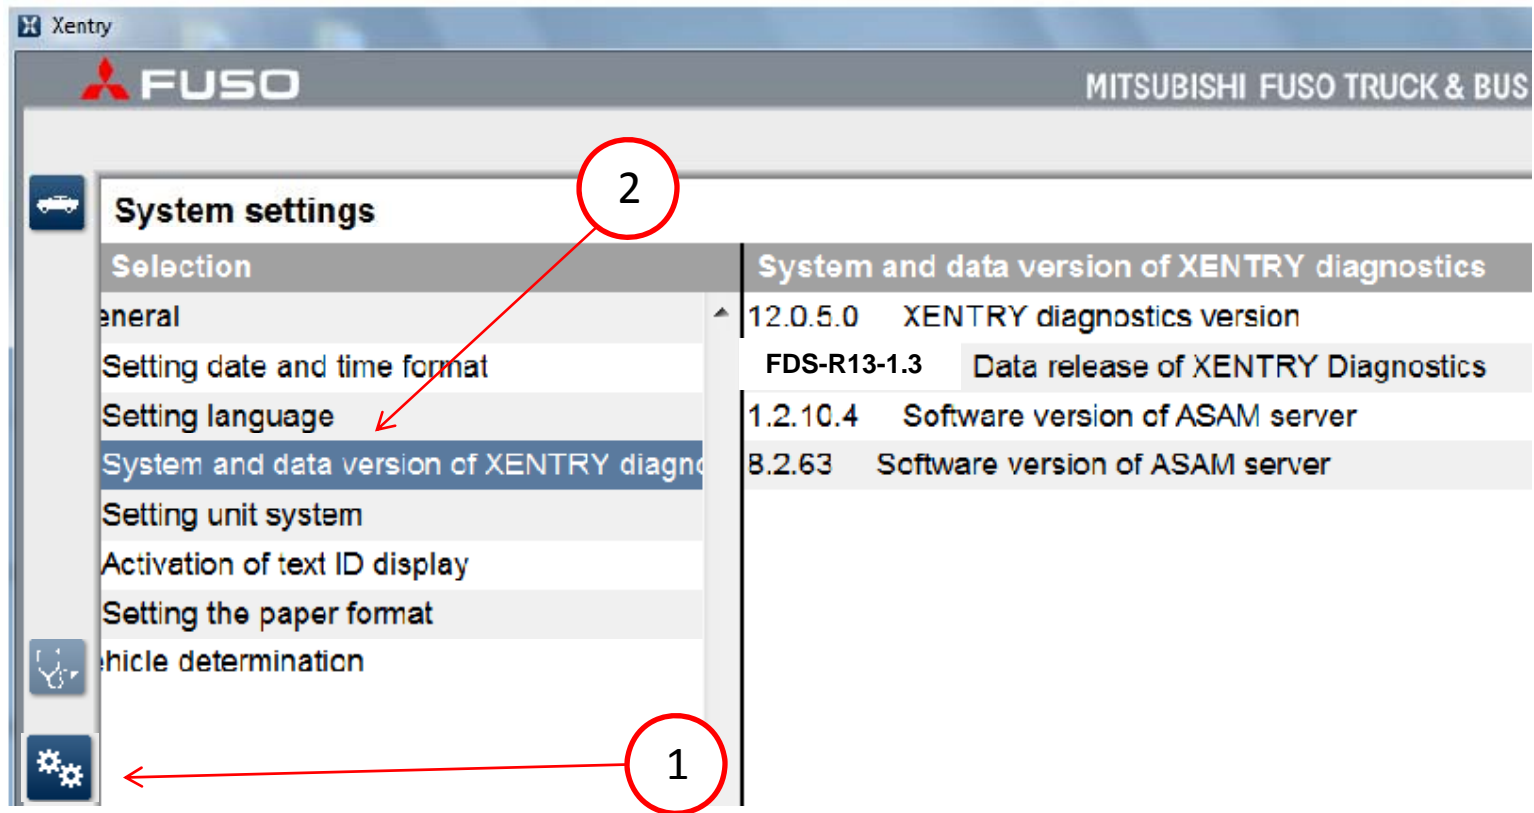 Xentry
FUSO
MITSUBISHI FUSO TRUCK & BUS
2
System settings
Selection
eneral
Setting date and time format
Setting language
System and data version of XENTRY diagno
Setting unit system
Activation of text ID display
Setting the paper format
hicle determination
System and data version of XENTRY diagnostics
12.0.5.0 XENTRY diagnostics version
FDS-R13-1.3 Data release of XENTRY Diagnostics
1.2.10.4 Software version of ASAM server
8.2.63 Software version of ASAM server
1